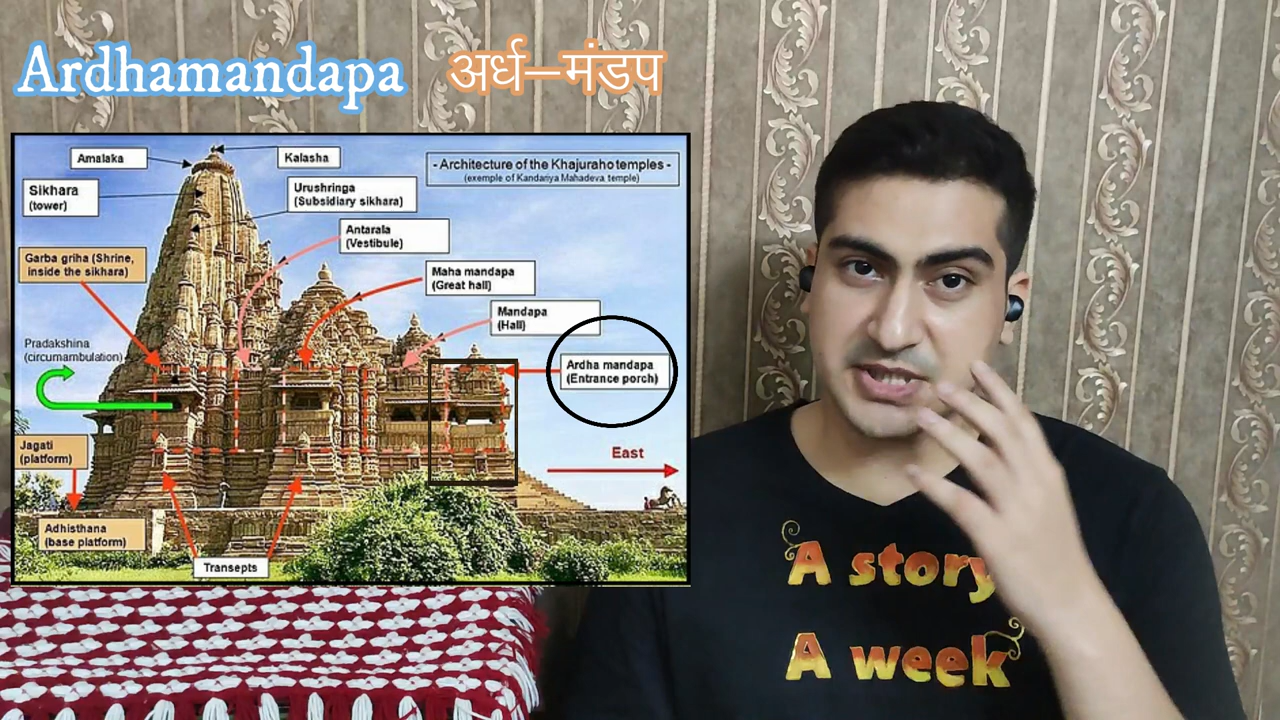 Ardhamandapa अर्ध–मंडप
Amalaka
Kalasha
- Architecture of the Khajuraho temples -
(exemple of Kandariya Mahadeva temple)
Sikhara
(tower)
Urushringa
(Subsidiary sikhara)
Antarala
(Vestibule)
Garba griha (Shrine,
inside the sikhara)
Maha mandapa
(Great hall)
Mandapa
(Hall)
Pradakshina
(circumambulation)
Ardha mandapa
(Entrance porch)
Jagati
(platform)
East
Adhisthana
(base platform)
Transepts
A story
A week